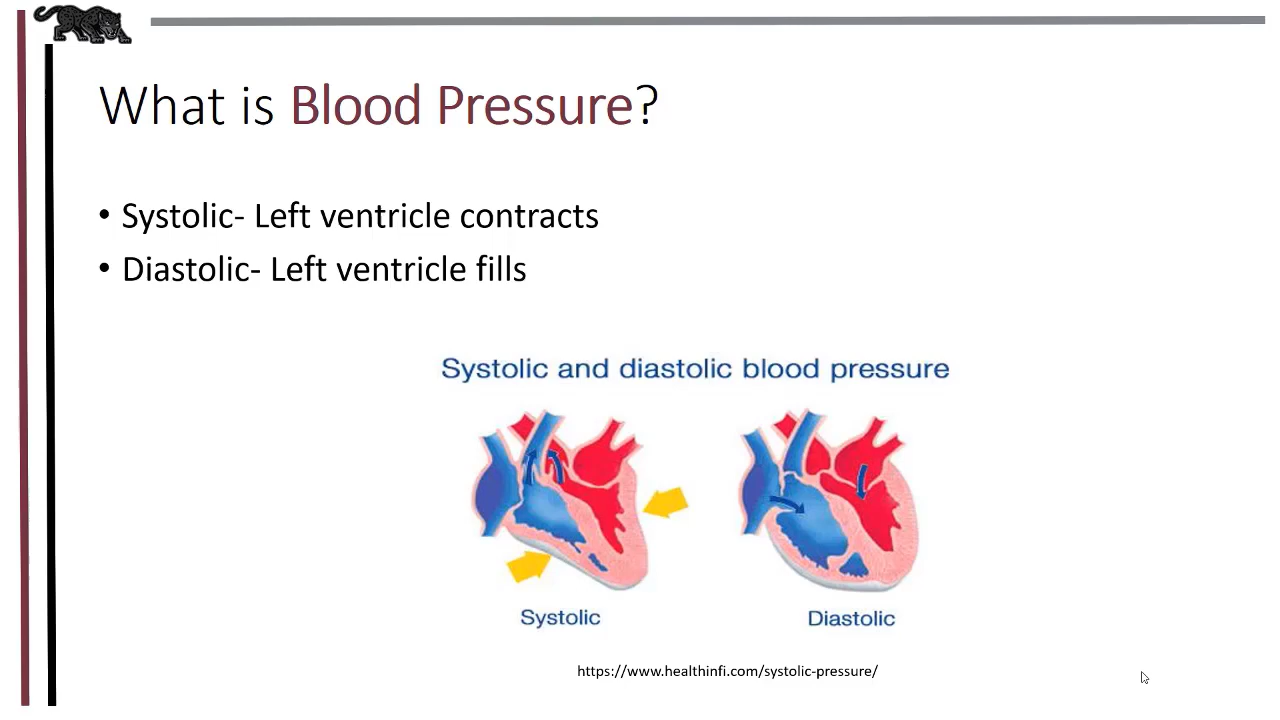 What is Blood Pressure?
• Systolic- Left ventricle contracts
• Diastolic- Left ventricle fills
Systolic and diastolic blood pressure
Systolic
Diastolic
https://www.healthinfi.com/systolic-pressure/